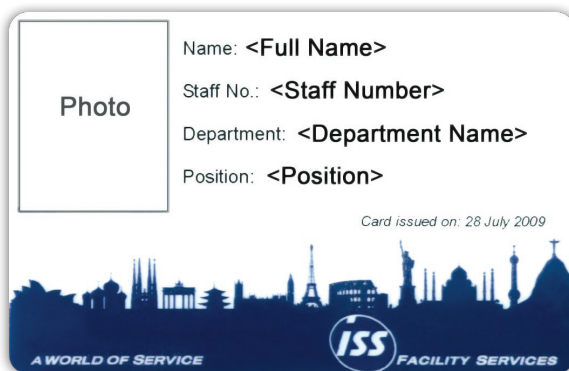 Photo
Name: <Full Name>
Staff No.: <Staff Number>
Department: <Department Name>
Position: <Position>
Card issued on: 28 July 2009
A WORLD OF SERVICE
ISS
FACILITY SERVICES